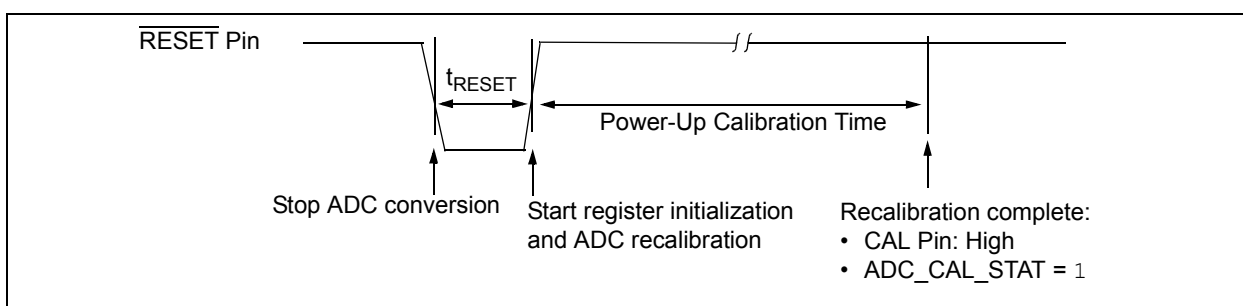 RESET Pin
tRESET
Power-Up Calibration Time
Stop ADC conversion
Start register initialization
and ADC recalibration
Recalibration complete:
• CAL Pin: High
• ADC_CAL_STAT = 1